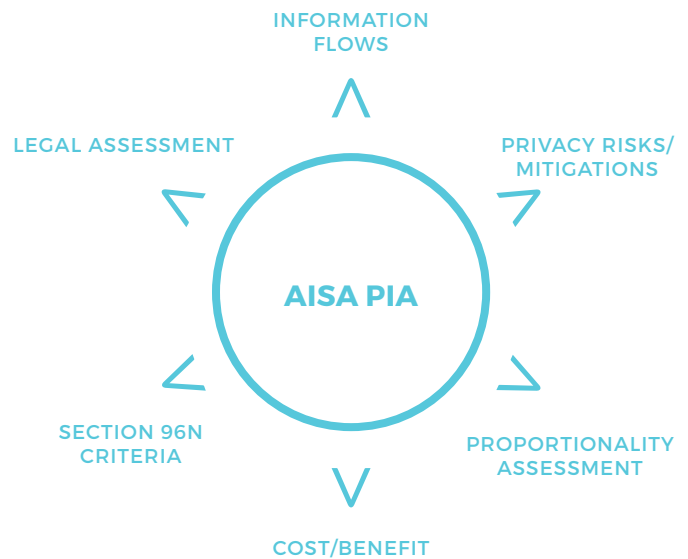 INFORMATION
FLOWS
LEGAL ASSESSMENT
PRIVACY RISKS/
MITIGATIONS
AISA PIA
SECTION 96N
CRITERIA
PROPORTIONALITY
ASSESSMENT
COST/BENEFIT